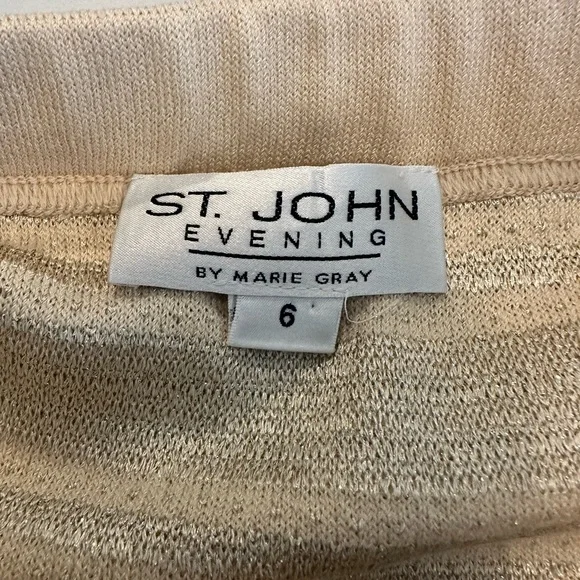 ST. JOHN
EVENING
BY MARIE GRAY
6